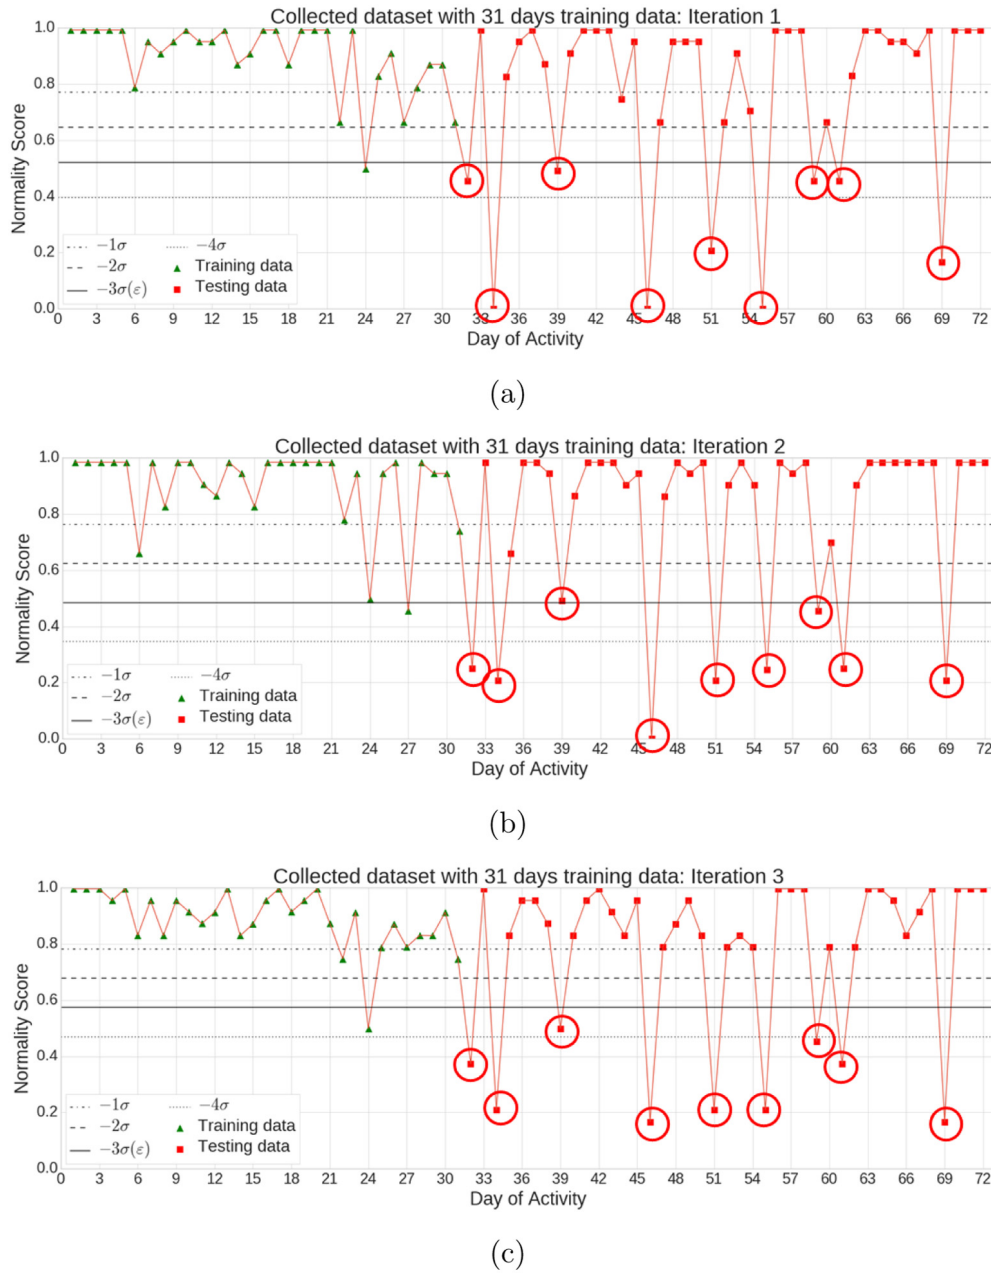 Collected dataset with 31 days training data: Iteration 1
Normality Score
1.0
0.8
0.6
0.4
0.2
0.0
−1σ −4σ
−2σ Training data
−3σ(ε) Testing data
0 3 6 9 12 15 18 21 24 27 30 33 36 39 42 45 48 51 54 57 60 63 66 69 72
Day of Activity
(a)
Collected dataset with 31 days training data: Iteration 2
Normality Score
1.0
0.8
0.6
0.4
0.2
0.0
−1σ −4σ
−2σ Training data
−3σ(ε) Testing data
0 3 6 9 12 15 18 21 24 27 30 33 36 39 42 45 48 51 54 57 60 63 66 69 72
Day of Activity
(b)
Collected dataset with 31 days training data: Iteration 3
Normality Score
1.0
0.8
0.6
0.4
0.2
0.0
−1σ −4σ
−2σ Training data
−3σ(ε) Testing data
0 3 6 9 12 15 18 21 24 27 30 33 36 39 42 45 48 51 54 57 60 63 66 69 72
Day of Activity
(c)